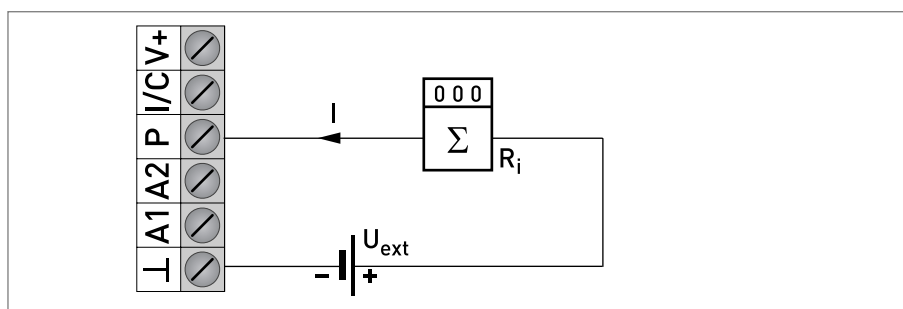 V+
I/C
P
A2
A1
⊥
I
000
Σ
Ri
Uext
- +